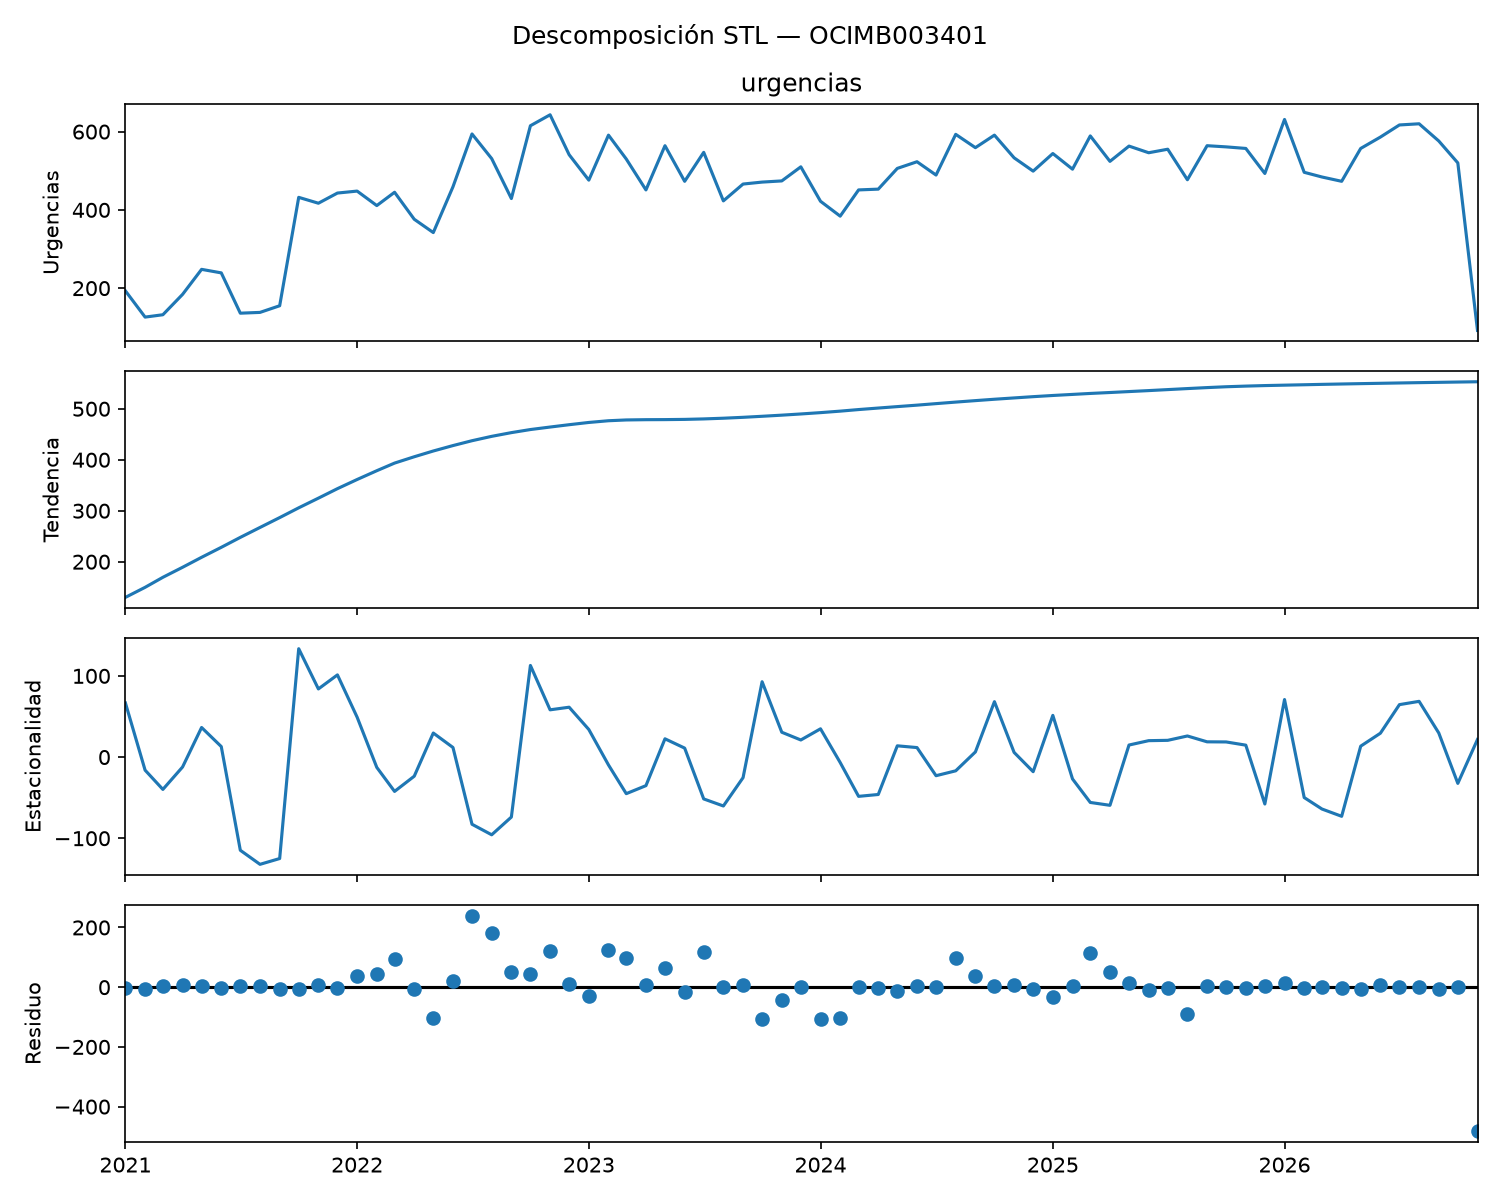 Descomposición STL — OCIMB003401
urgencias
Urgencias
600
400
200
Tendencia
500
400
300
200
Estacionalidad
100
0
−100
Residuo
200
0
−200
−400
2021 2022 2023 2024 2025 2026